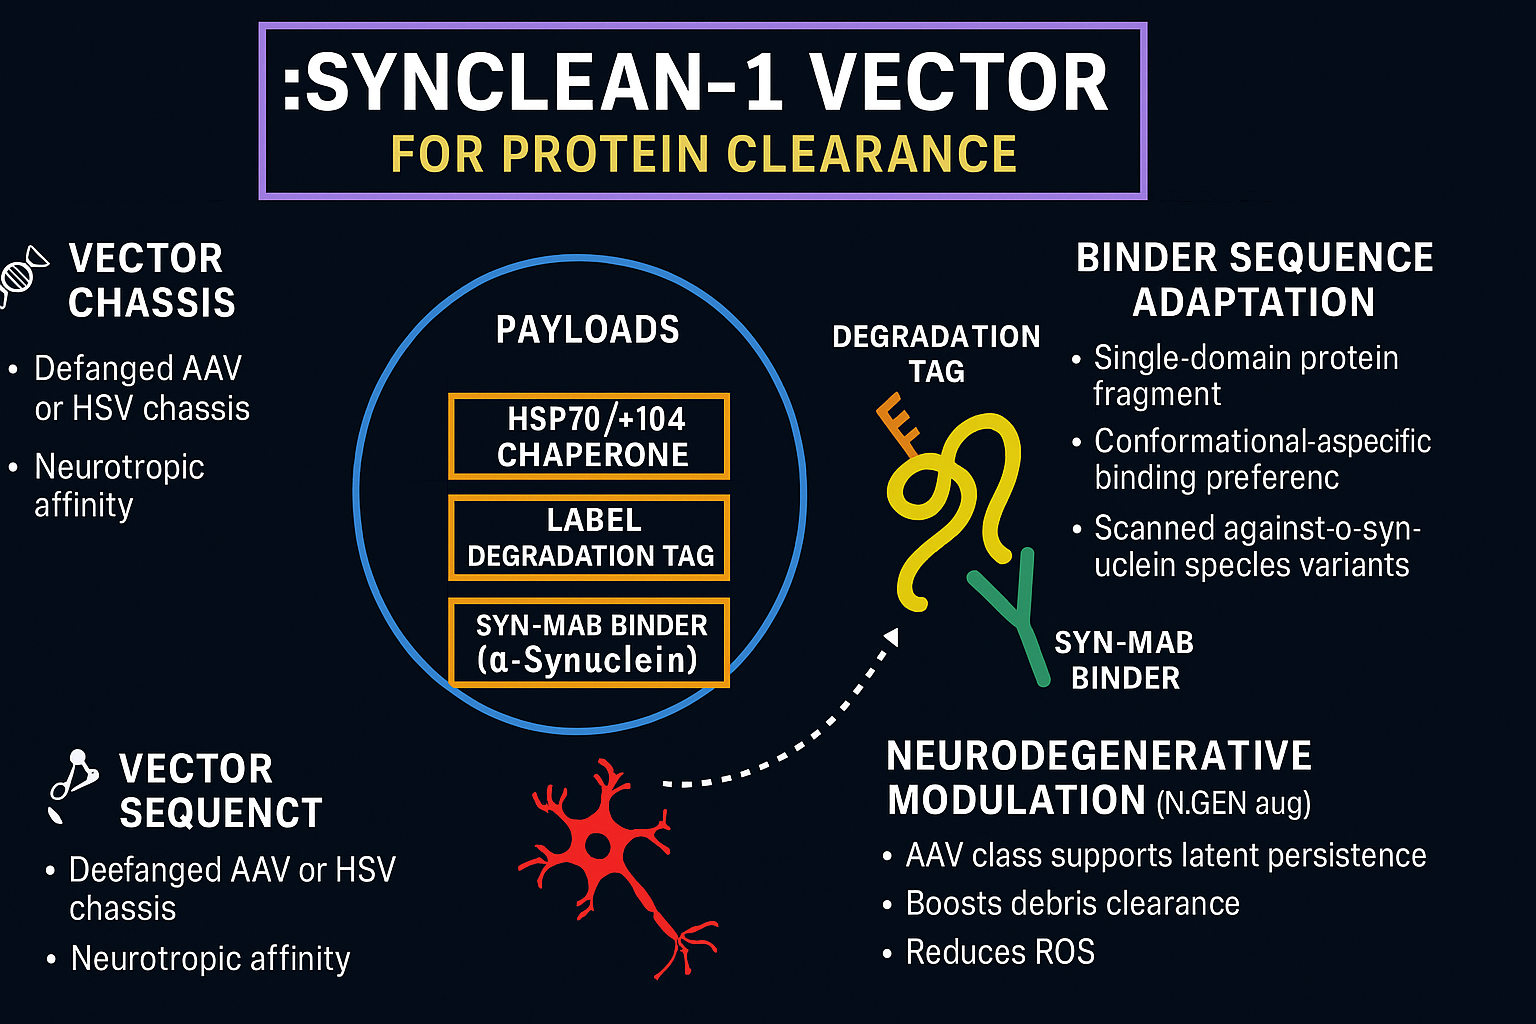 :SYNCLEAN-1 VECTOR
FOR PROTEIN CLEARANCE
VECTOR
CHASSIS
• Defanged AAV
or HSV chassis
• Neurotropic
affinity
PAYLOADS
HSP70/+104
CHAPERONE
LABEL
DEGRADATION TAG
SYN-MAB BINDER
(α-Synuclein)
DEGRADATION
TAG
SYN-MAB
BINDER
BINDER SEQUENCE
ADAPTATION
• Single-domain protein
fragment
• Conformational-aspecific
binding preferenc
• Scanned against-o-syn-
uclein specles variants
VECTOR
SEQUENCT
• Deefanged AAV or HSV
chassis
• Neurotropic affinity
NEURODEGENERATIVE
MODULATION (N.GEN aug)
• AAV class supports latent persistence
• Boosts debris clearance
• Reduces ROS